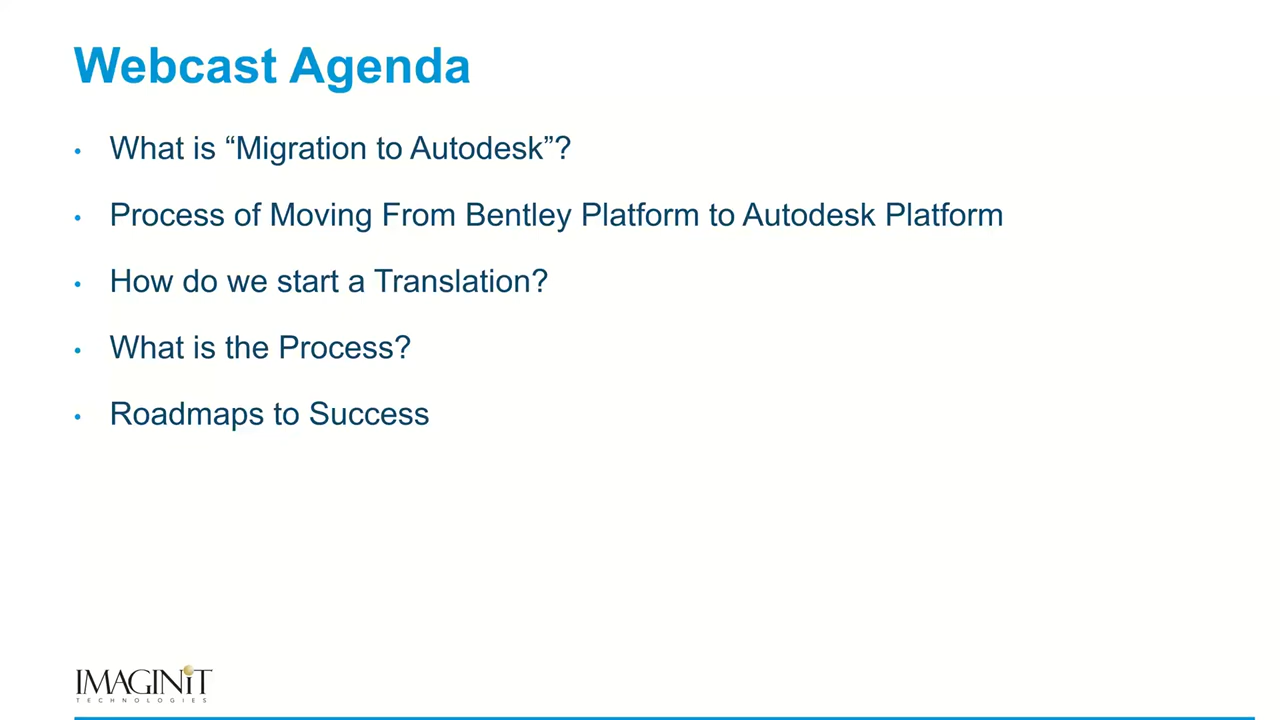 Webcast Agenda
• What is “Migration to Autodesk”?
• Process of Moving From Bentley Platform to Autodesk Platform
• How do we start a Translation?
• What is the Process?
• Roadmaps to Success
IMAGINiT
TECHNOLOGIES